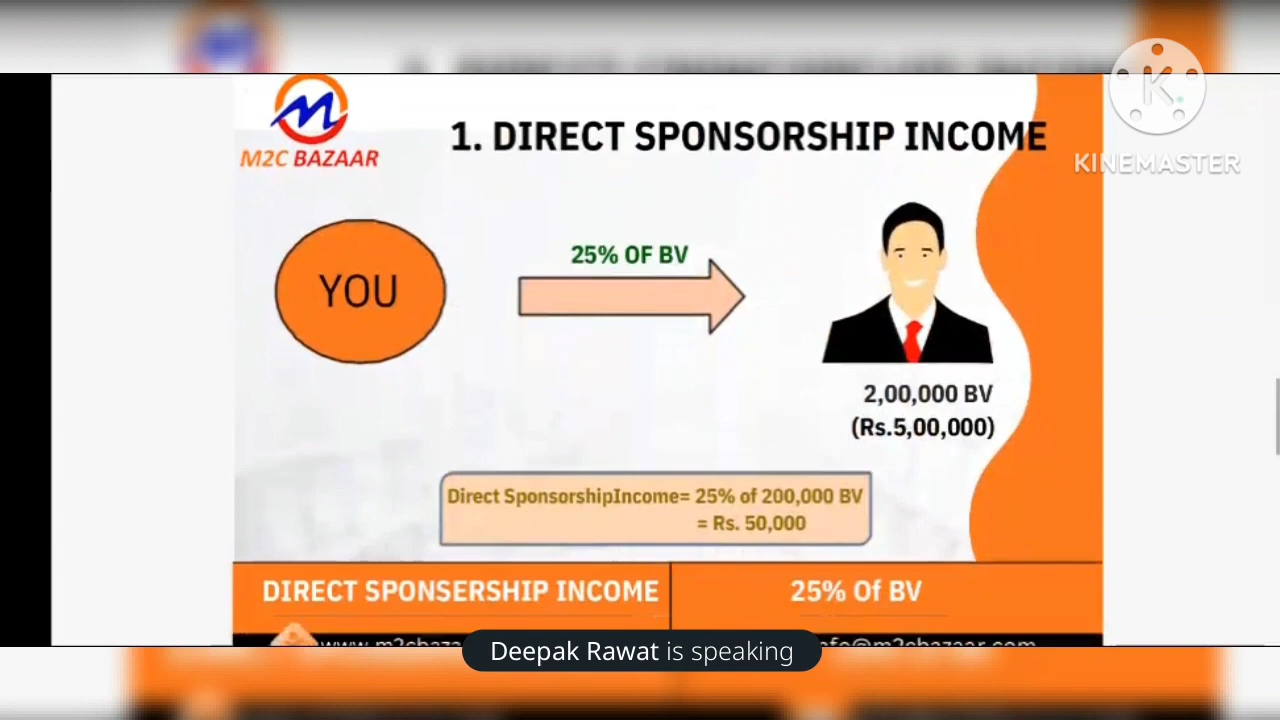 M2C BAZAAR
1. DIRECT SPONSORSHIP INCOME
K
KINEMASTER
YOU
25% OF BV
2,00,000 BV
(Rs.5,00,000)
Direct SponsorshipIncome= 25% of 200,000 BV
= Rs. 50,000
DIRECT SPONSERSHIP INCOME
25% Of BV
Deepak Rawat is speaking